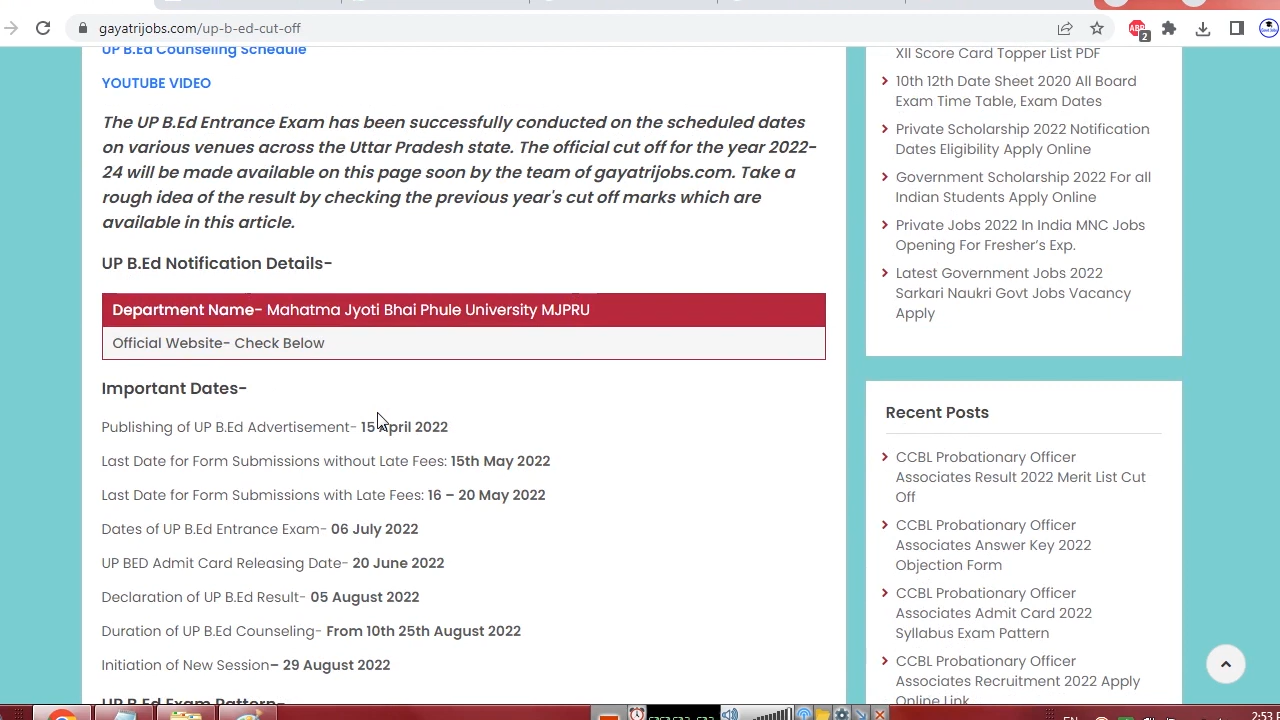 gayatrijobs.com/up-b-ed-cut-off
ABP
2
UP B.Ed Counseling Schedule
YOUTUBE VIDEO
The UP B.Ed Entrance Exam has been successfully conducted on the scheduled dates
on various venues across the Uttar Pradesh state. The official cut off for the year 2022-
24 will be made available on this page soon by the team of gayatrijobs.com. Take a
rough idea of the result by checking the previous year's cut off marks which are
available in this article.
UP B.Ed Notification Details-
Department Name- Mahatma Jyoti Bhai Phule University MJPRU
Official Website- Check Below
Important Dates-
Publishing of UP B.Ed Advertisement- 15 April 2022
Last Date for Form Submissions without Late Fees: 15th May 2022
Last Date for Form Submissions with Late Fees: 16 – 20 May 2022
Dates of UP B.Ed Entrance Exam- 06 July 2022
UP BED Admit Card Releasing Date- 20 June 2022
Declaration of UP B.Ed Result- 05 August 2022
Duration of UP B.Ed Counseling- From 10th 25th August 2022
Initiation of New Session– 29 August 2022
UP B.Ed Exam Pattern-
XII Score Card Topper List PDF
10th 12th Date Sheet 2020 All Board
Exam Time Table, Exam Dates
Private Scholarship 2022 Notification
Dates Eligibility Apply Online
Government Scholarship 2022 For all
Indian Students Apply Online
Private Jobs 2022 In India MNC Jobs
Opening For Fresher’s Exp.
Latest Government Jobs 2022
Sarkari Naukri Govt Jobs Vacancy
Apply
Recent Posts
CCBL Probationary Officer
Associates Result 2022 Merit List Cut
Off
CCBL Probationary Officer
Associates Answer Key 2022
Objection Form
CCBL Probationary Officer
Associates Admit Card 2022
Syllabus Exam Pattern
CCBL Probationary Officer
Associates Recruitment 2022 Apply
Online Link
EN
2:53 P